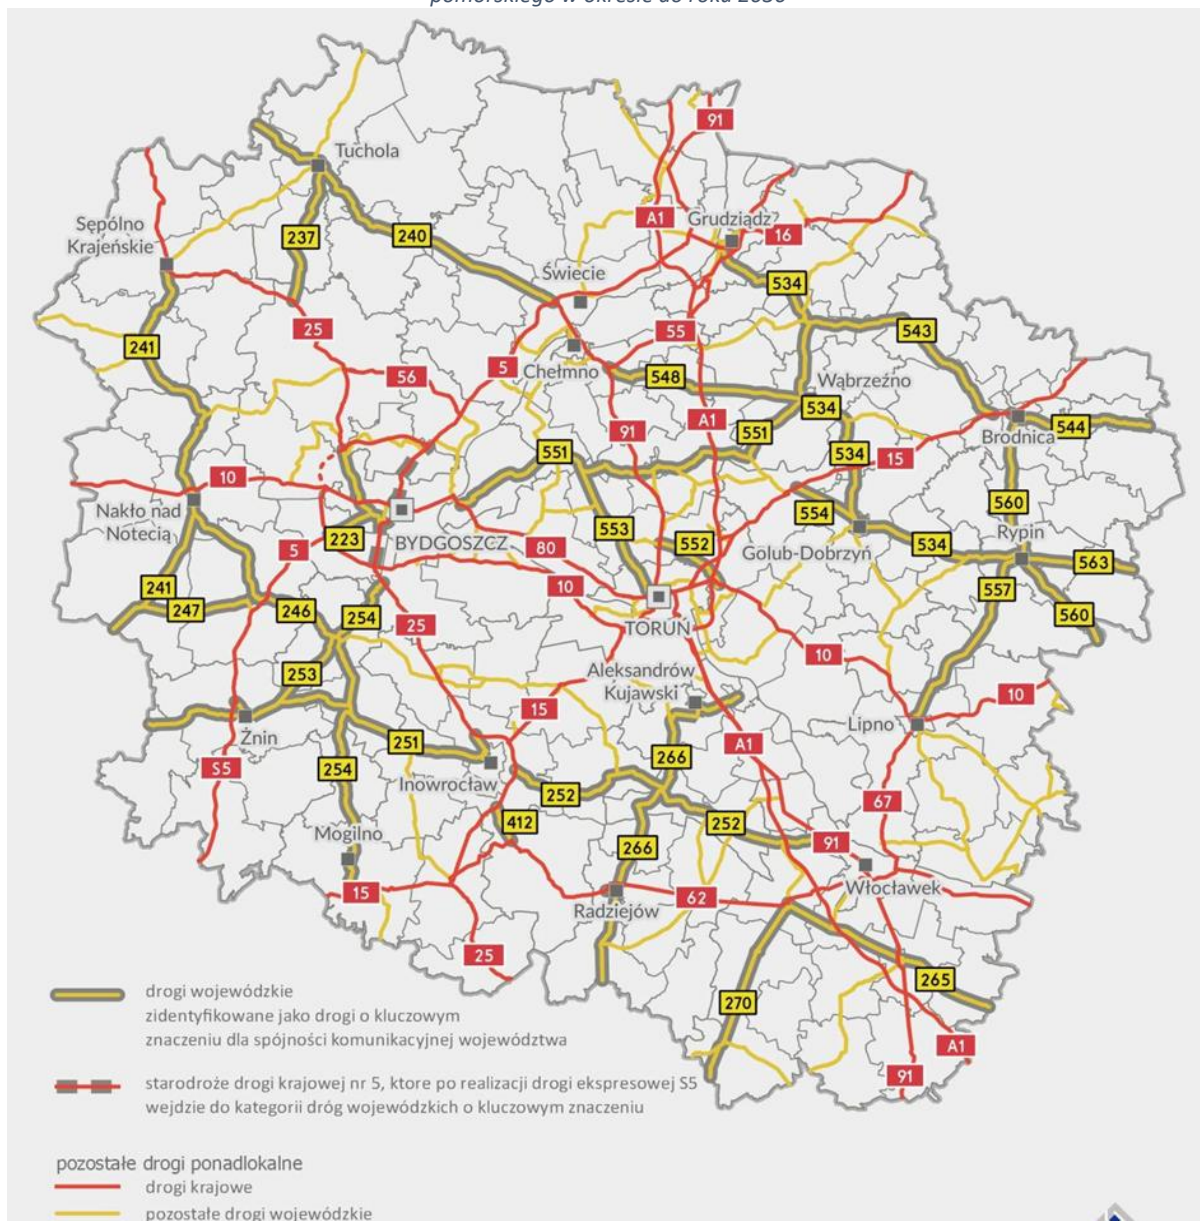 pomorskiego w okresie do roku 2030
91
Tuchola
A1
Grudziądz
16
Sępólno
Krajeńskie
237
240
Świecie
534
25
55
543
241
5
Chełmno
548
Wąbrzeźno
56
534
A1
Brodnica
544
91
551
551
534
15
10
560
Nakło nad
Notecią
223
BYDGOSZCZ
553
554
Rypin
5
80
552
Golub-Dobrzyń
534
563
241
10
557
247
246
254
25
TORUŃ
560
253
Aleksandrów
Kujawski
10
10
15
Lipno
Żnin
251
A1
S5
254
Inowrocław
266
252
67
Mogilno
412
252
91
266
15
Radziejów
62
Włocławek
25
265
270
A1
91
drogi wojewódzkie
zidentyfikowane jako drogi o kluczowym
znaczeniu dla spójności komunikacyjnej województwa
starodroże drogi krajowej nr 5, ktore po realizacji drogi ekspresowej S5
wejdzie do kategorii dróg wojewódzkich o kluczowym znaczeniu
pozostałe drogi ponadlokalne
drogi krajowe
pozostałe drogi wojewódzkie